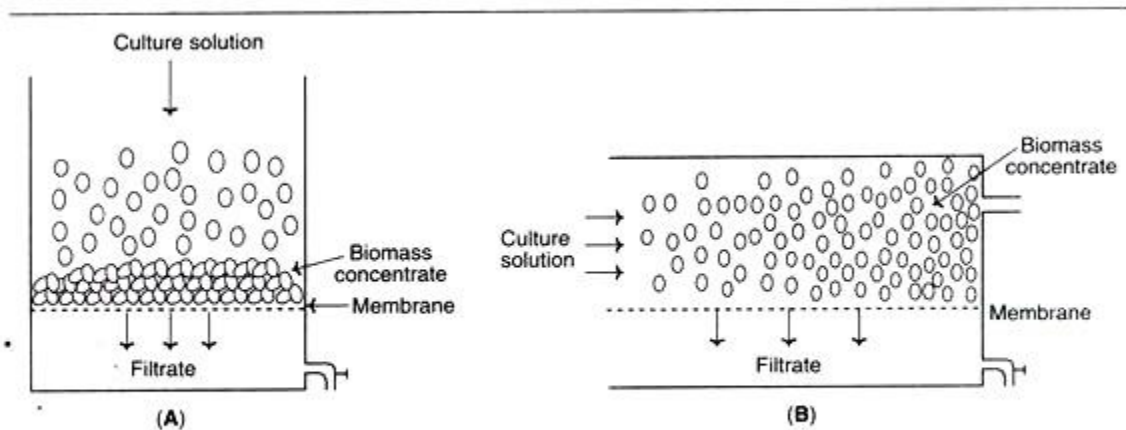 Culture solution
Biomass
concentrate
Membrane
Filtrate
(A)
Biomass
concentrate
Culture
solution
Membrane
Filtrate
(B)